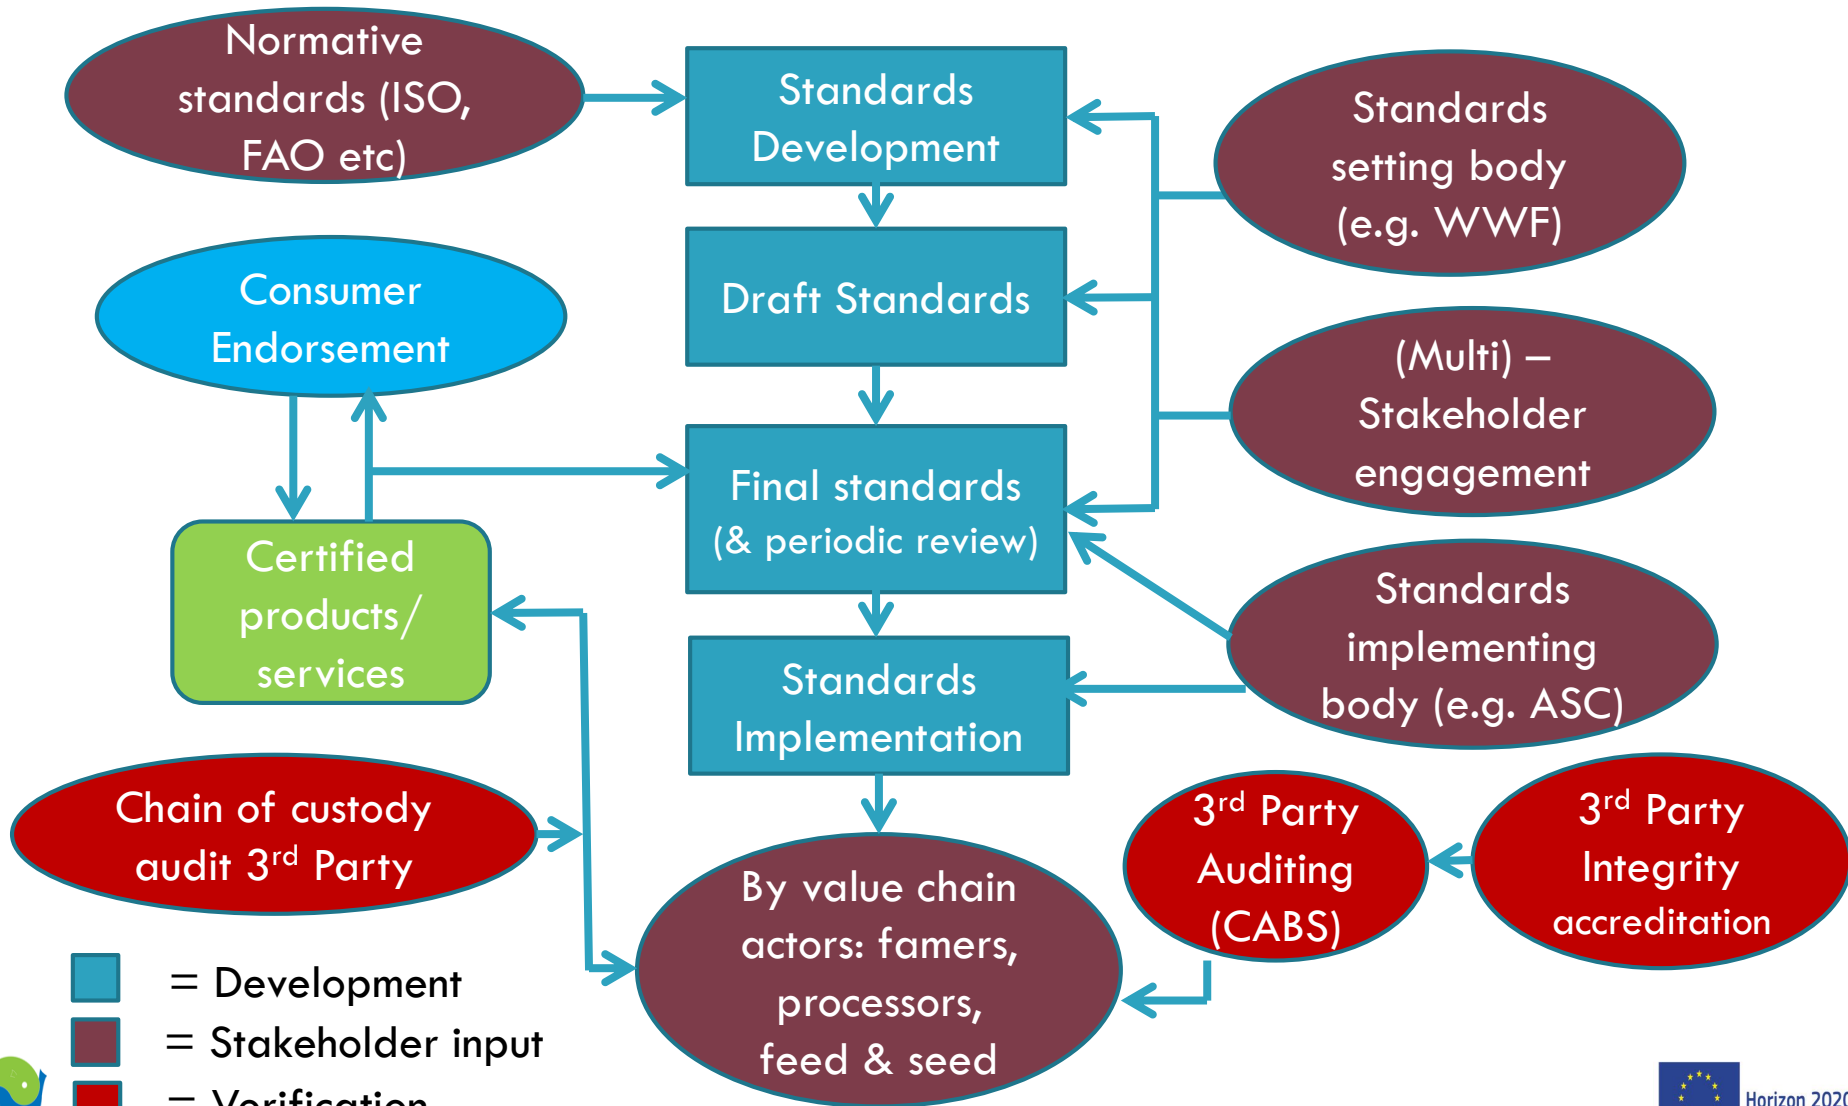 Normative
standards (ISO,
FAO etc)
Standards
Development
Standards
setting body
(e.g. WWF)
Consumer
Endorsement
Draft Standards
(Multi) –
Stakeholder
engagement
Final standards
(& periodic review)
Certified
products/
services
Standards
implementing
body (e.g. ASC)
Standards
Implementation
Chain of custody
audit 3rd Party
By value chain
actors: famers,
processors,
feed & seed
3rd Party
Auditing
(CABS)
3rd Party
Integrity
accreditation
= Development
= Stakeholder input
= Verification
Horizon 2020